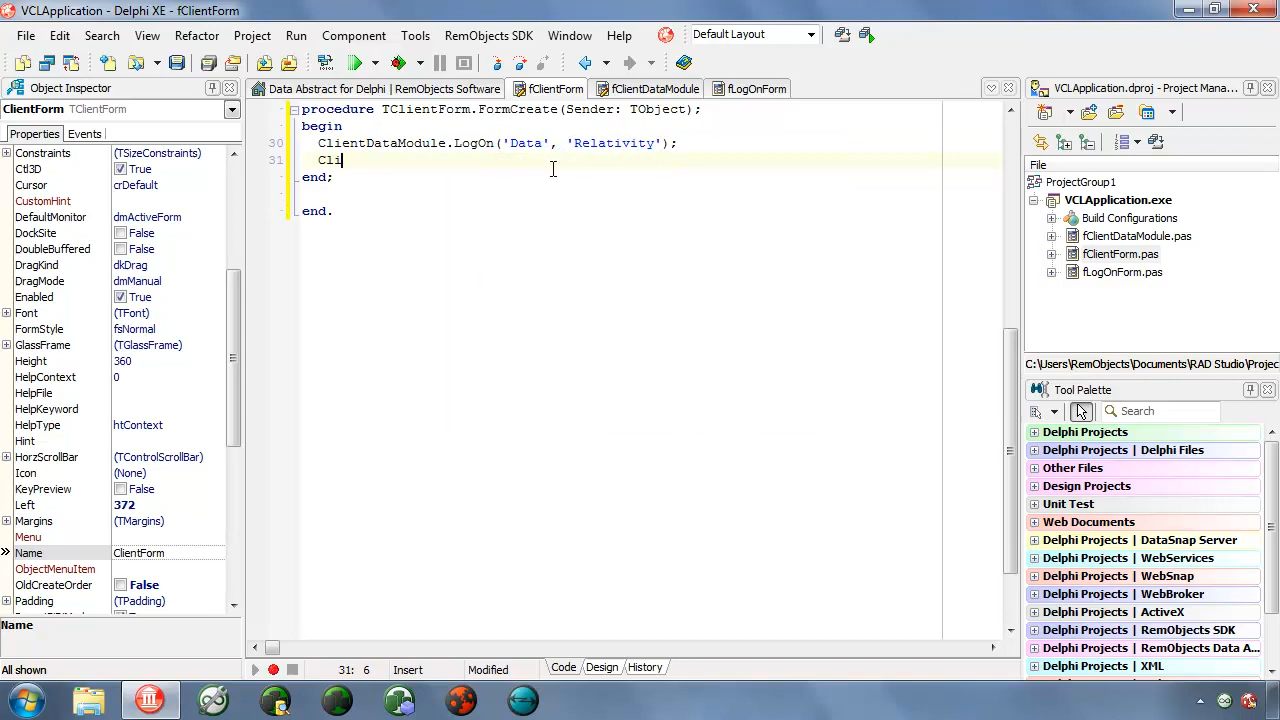 VCLApplication - Delphi XE - fClientForm
File Edit Search View Refactor Project Run Component Tools RemObjects SDK Window Help
Default Layout
Object Inspector
ClientForm TClientForm
Properties Events
Constraints (TSizeConstraints)
Ctl3D True
Cursor crDefault
CustomHint
DefaultMonitor dmActiveForm
DockSite False
DoubleBuffered False
DragKind dkDrag
DragMode dmManual
Enabled True
Font (TFont)
FormStyle fsNormal
GlassFrame (TGlassFrame)
Height 360
HelpContext 0
HelpFile
HelpKeyword
HelpType htContext
Hint
HorzScrollBar (TControlScrollBar)
Icon (None)
KeyPreview False
Left 372
Margins (TMargins)
Menu
Name ClientForm
ObjectMenuItem
OldCreateOrder False
Padding (TPadding)
Name
All shown
Data Abstract for Delphi | RemObjects Software fClientForm fClientDataModule fLogOnForm
procedure TClientForm.FormCreate(Sender: TObject);
begin
30 ClientDataModule.LogOn('Data', 'Relativity');
31 Cli
end;
end.
31: 6 Insert Modified Code Design History
VCLApplication.dproj - Project Mana...
File
ProjectGroup1
VCLApplication.exe
Build Configurations
fClientDataModule.pas
fClientForm.pas
fLogOnForm.pas
C:\Users\RemObjects\Documents\RAD Studio\Projec
Tool Palette
Search
Delphi Projects
Delphi Projects | Delphi Files
Other Files
Design Projects
Unit Test
Web Documents
Delphi Projects | DataSnap Server
Delphi Projects | WebServices
Delphi Projects | WebSnap
Delphi Projects | WebBroker
Delphi Projects | ActiveX
Delphi Projects | RemObjects SDK
Delphi Projects | RemObjects Data A...
Delphi Projects | XML